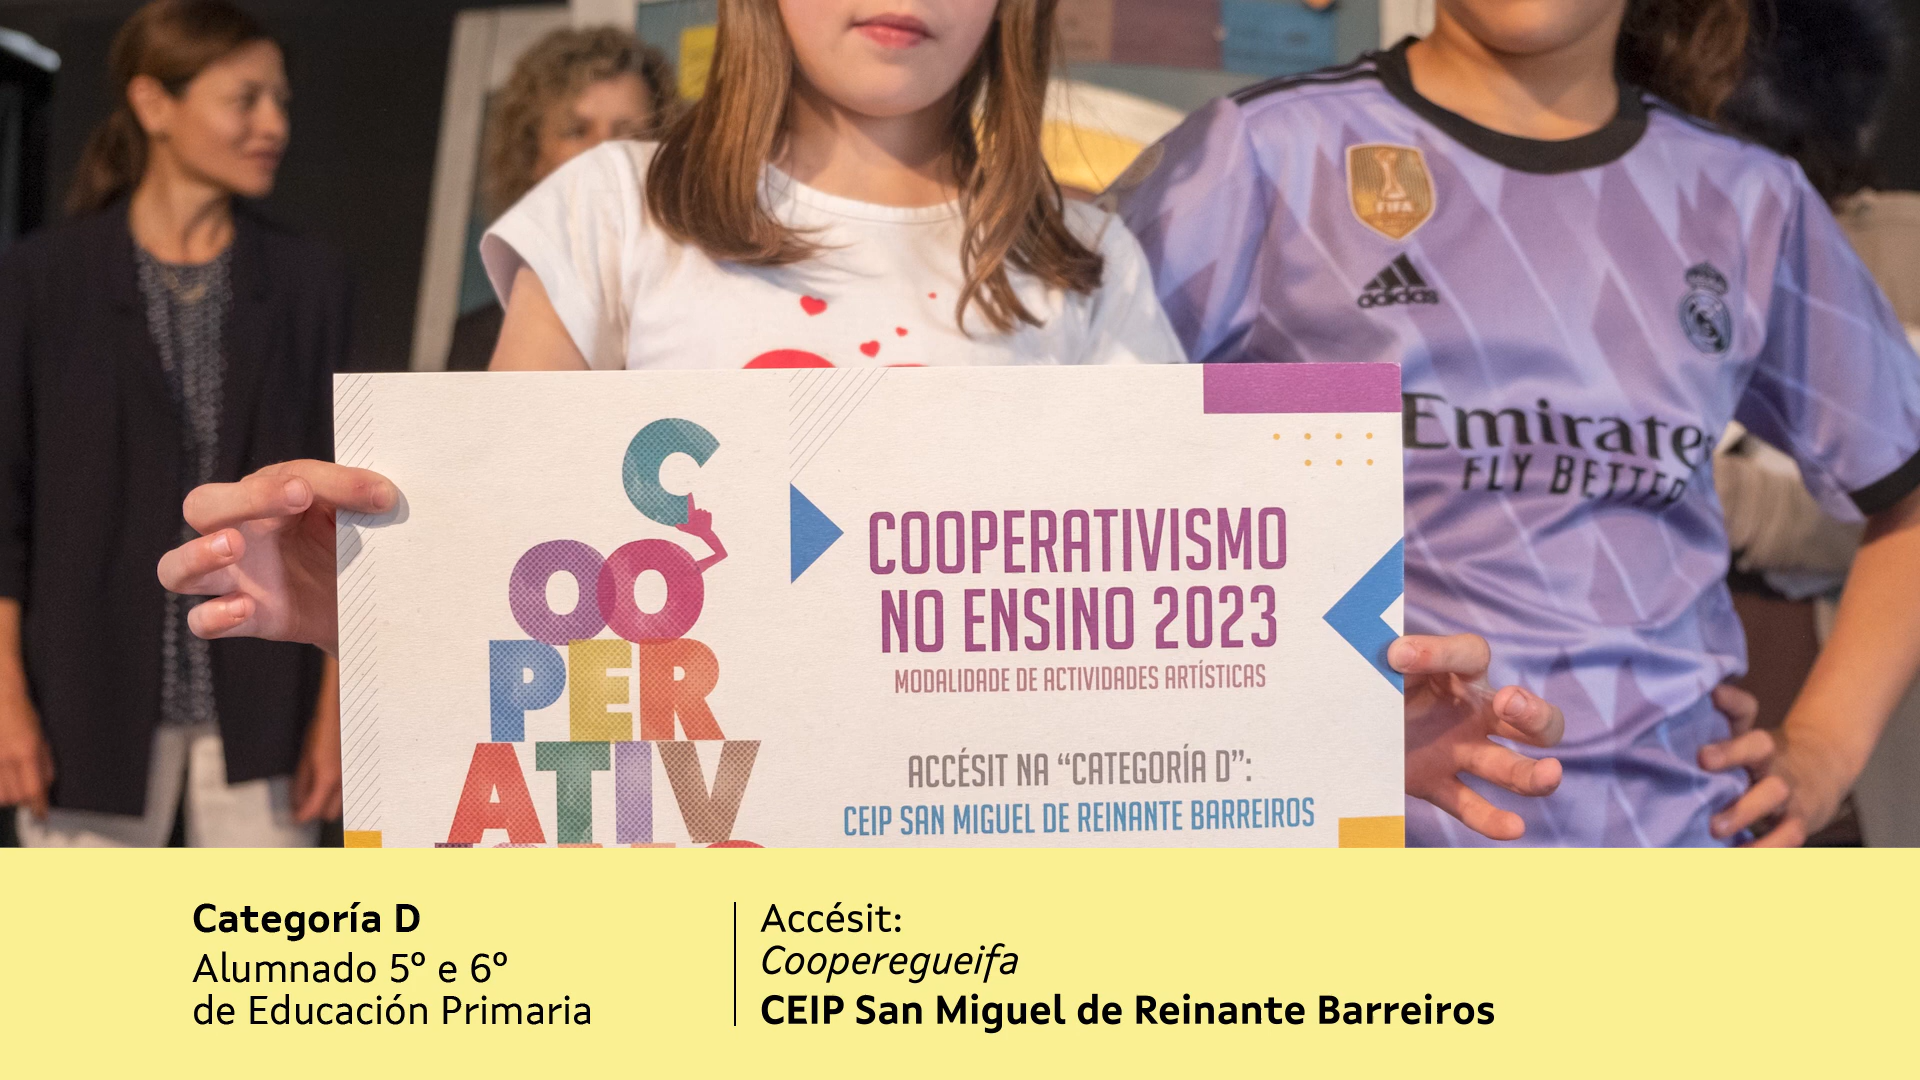 FIFA
adidas
Emirates
FLY BETTER
C
OO
PER
ATIV
COOPERATIVISMO
NO ENSINO 2023
MODALIDADE DE ACTIVIDADES ARTÍSTICAS
ACCÉSIT NA “CATEGORÍA D”:
CEIP SAN MIGUEL DE REINANTE BARREIROS
Categoría D
Alumnado 5º e 6º
de Educación Primaria
Accésit:
Cooperegueifa
CEIP San Miguel de Reinante Barreiros